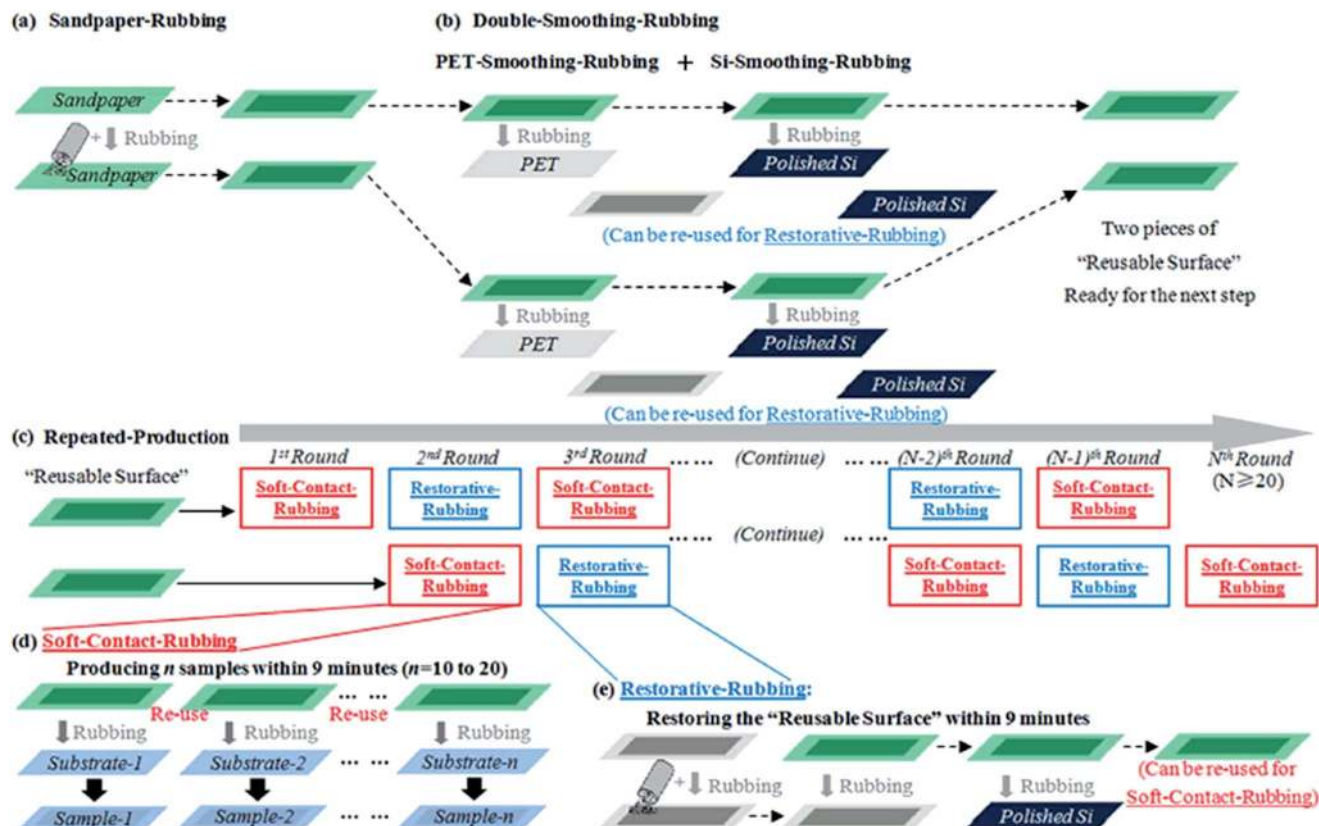 (a) Sandpaper-Rubbing
(b) Double-Smoothing-Rubbing
PET-Smoothing-Rubbing + Si-Smoothing-Rubbing
Sandpaper
+ Rubbing
Sandpaper
Rubbing
PET
Rubbing
Polished Si
Polished Si
(Can be re-used for Restorative-Rubbing)
Rubbing
PET
Rubbing
Polished Si
Polished Si
(Can be re-used for Restorative-Rubbing)
Two pieces of
“Reusable Surface”
Ready for the next step
(c) Repeated-Production
1st Round 2nd Round 3rd Round … … (Continue) … … (N-2)th Round (N-1)th Round Nth Round
(N≥20)
“Reusable Surface”
Soft-Contact-
Rubbing
Restorative-
Rubbing
Soft-Contact-
Rubbing
Restorative-
Rubbing
Soft-Contact-
Rubbing
… … (Continue) … …
Soft-Contact-
Rubbing
Restorative-
Rubbing
Soft-Contact-
Rubbing
Restorative-
Rubbing
Soft-Contact-
Rubbing
(d) Soft-Contact-Rubbing
Producing n samples within 9 minutes (n=10 to 20)
… …
Re-use Re-use
Rubbing Rubbing Rubbing
Substrate-1 Substrate-2 … … Substrate-n
Sample-1 Sample-2 … … Sample-n
(e) Restorative-Rubbing:
Restoring the “Reusable Surface” within 9 minutes
+ Rubbing Rubbing Rubbing
Polished Si
(Can be re-used for
Soft-Contact-Rubbing)